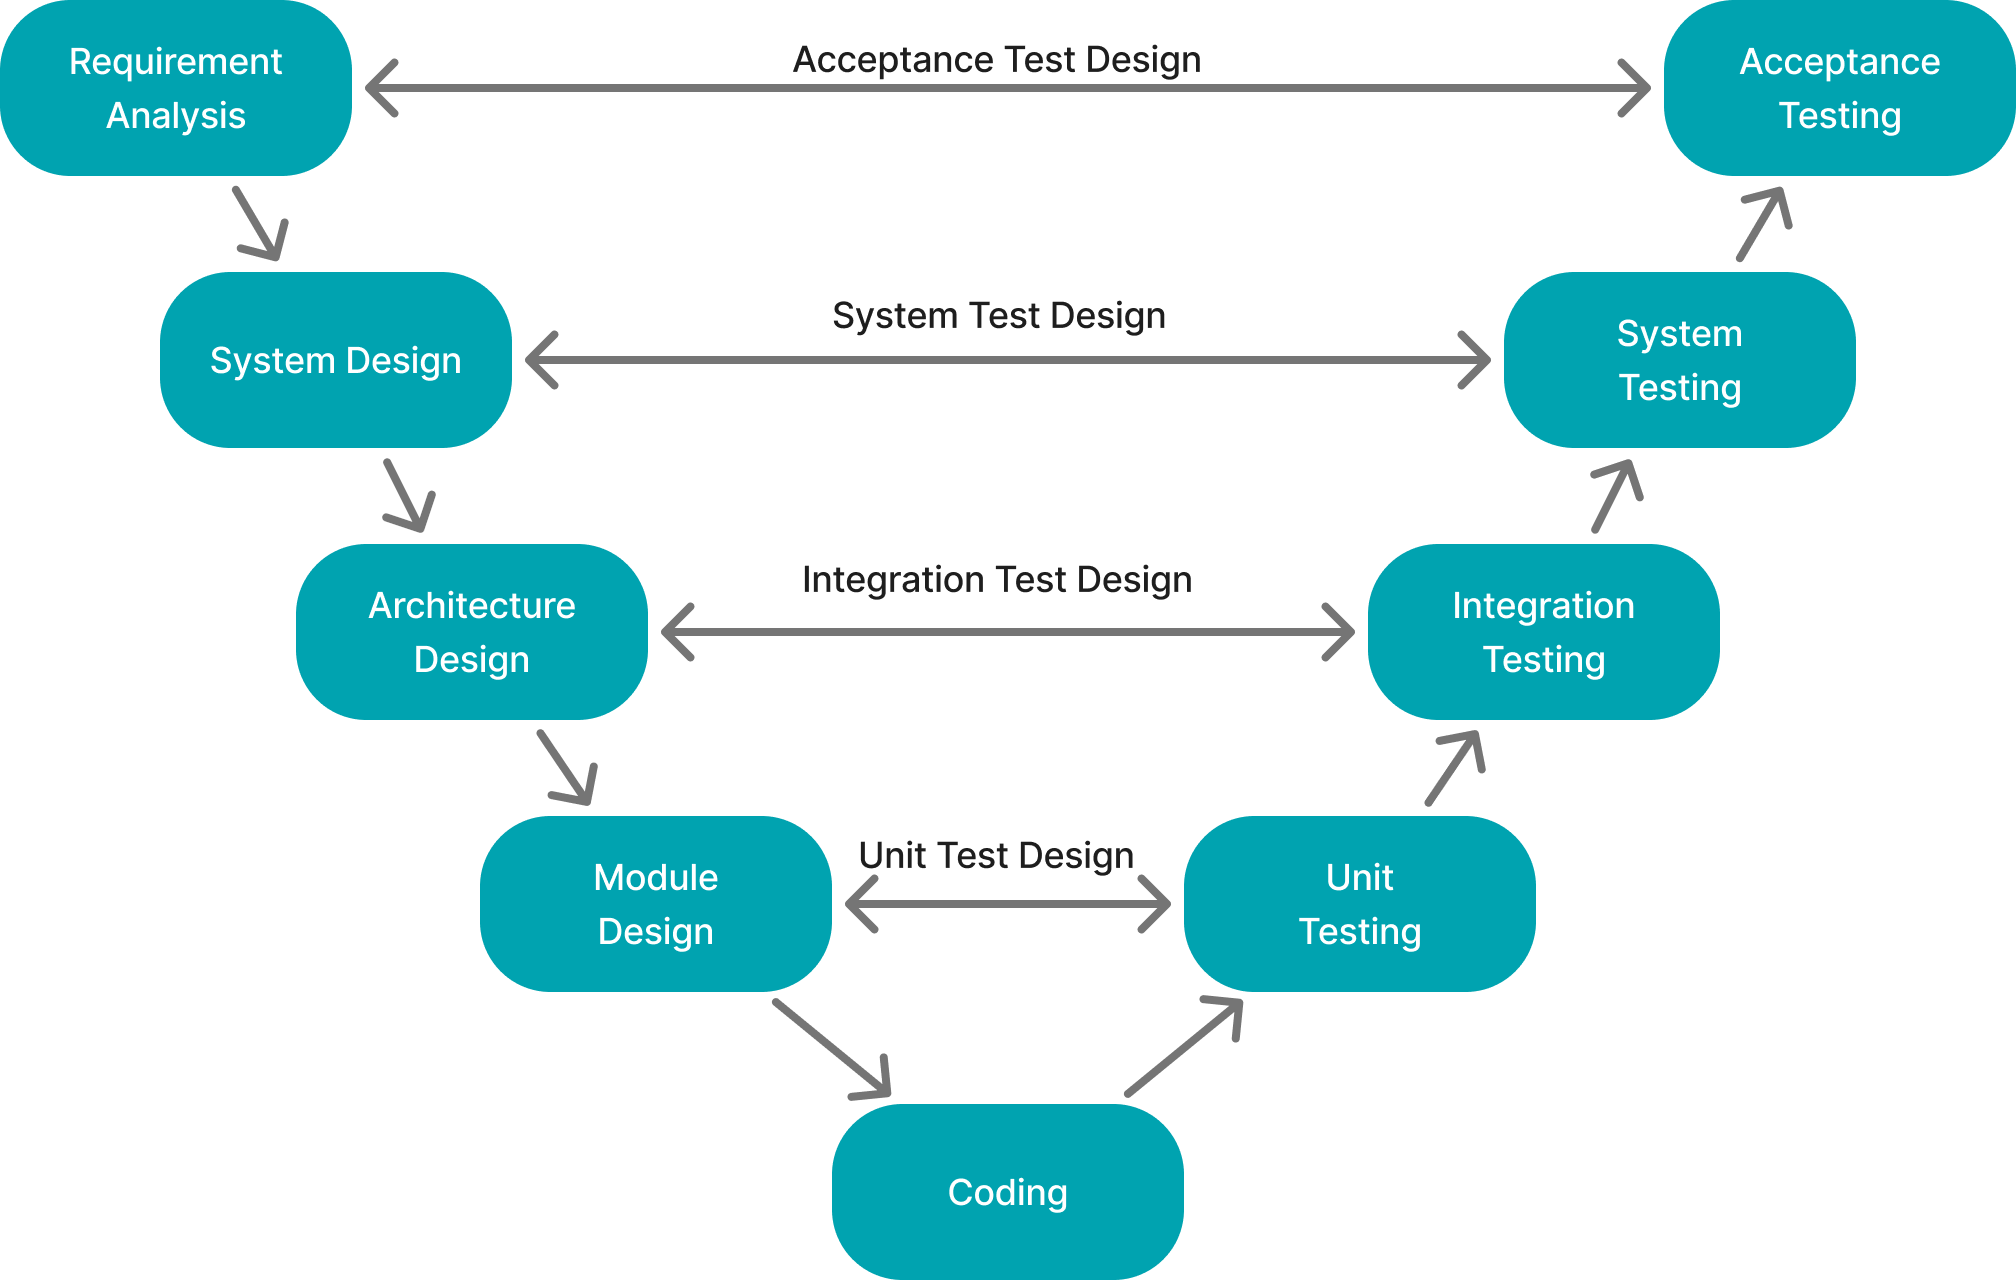 Requirement
Analysis
Acceptance Test Design
Acceptance
Testing
System Design
System Test Design
System
Testing
Architecture
Design
Integration Test Design
Integration
Testing
Module
Design
Unit Test Design
Unit
Testing
Coding